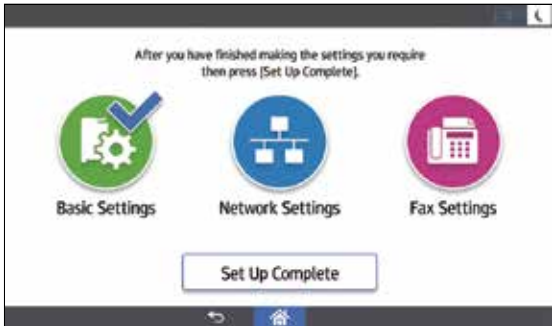 After you have finished making the settings you require
then press [Set Up Complete].
Basic Settings
Network Settings
Fax Settings
Set Up Complete